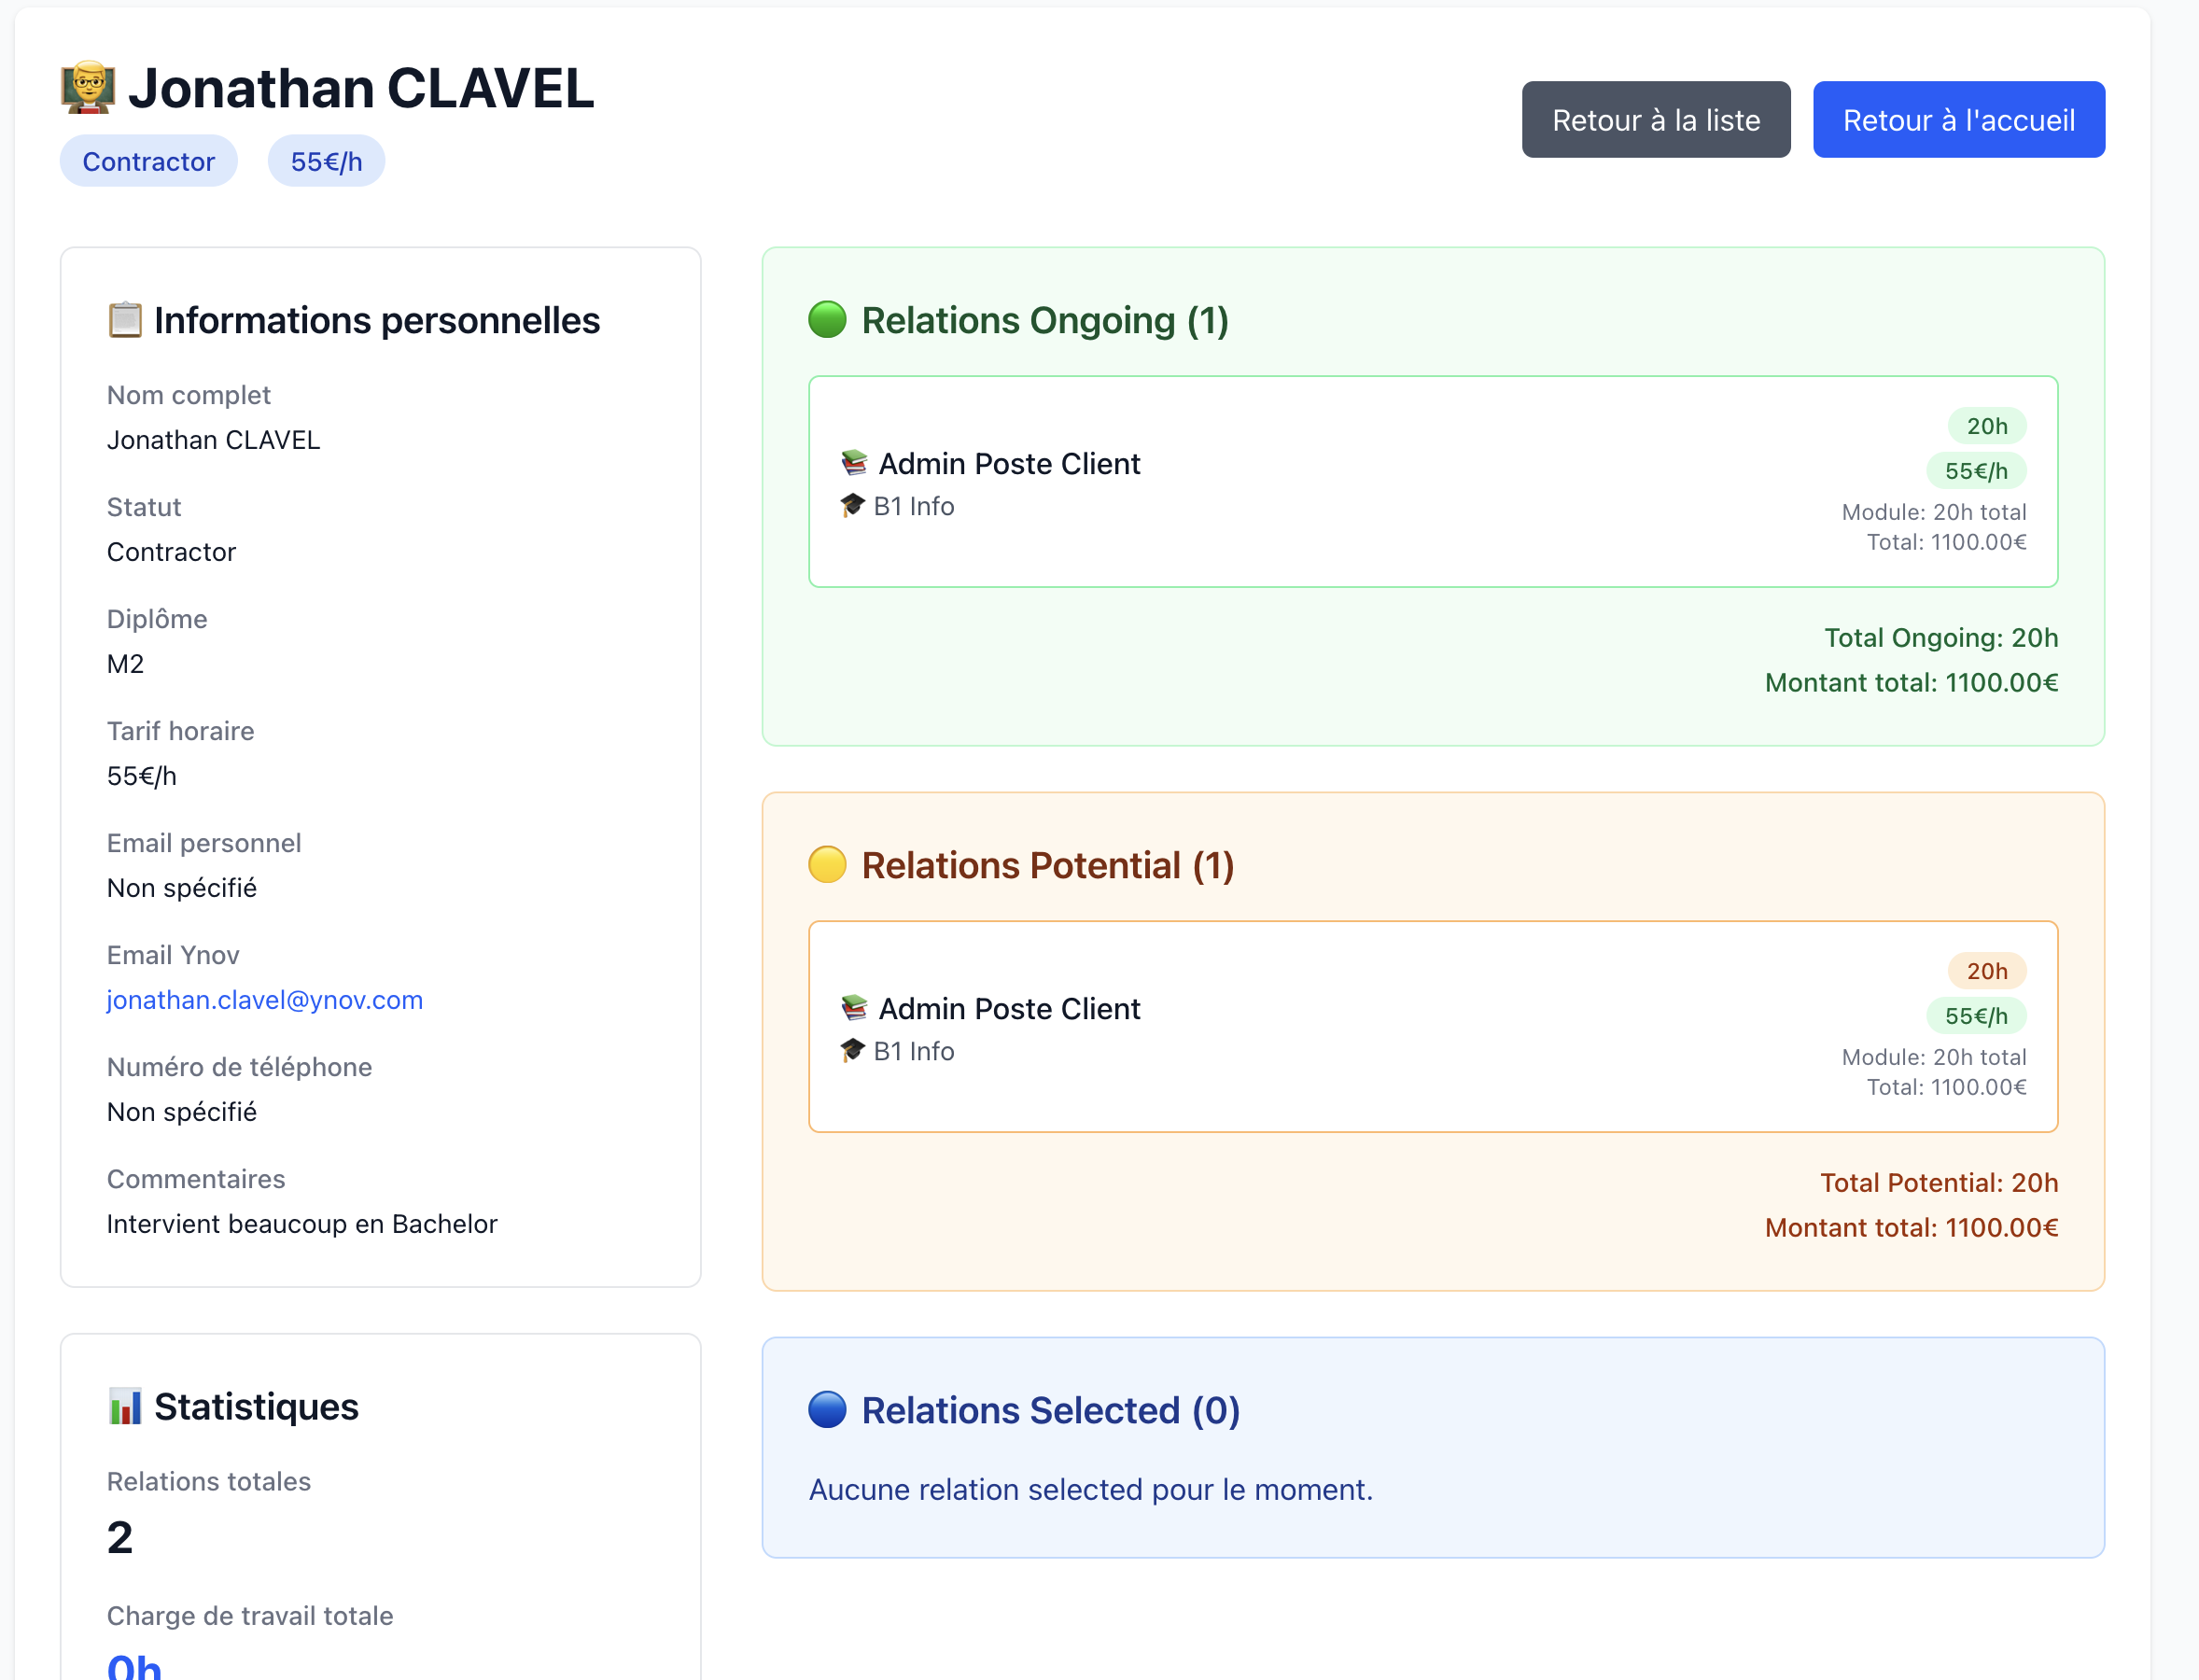 Jonathan CLAVEL
Contractor
55€/h
Retour à la liste
Retour à l'accueil
Informations personnelles
Nom complet
Jonathan CLAVEL
Statut
Contractor
Diplôme
M2
Tarif horaire
55€/h
Email personnel
Non spécifié
Email Ynov
jonathan.clavel@ynov.com
Numéro de téléphone
Non spécifié
Commentaires
Intervient beaucoup en Bachelor
Statistiques
Relations totales
2
Charge de travail totale
0h
Relations Ongoing (1)
Admin Poste Client
B1 Info
20h
55€/h
Module: 20h total
Total: 1100.00€
Total Ongoing: 20h
Montant total: 1100.00€
Relations Potential (1)
Admin Poste Client
B1 Info
20h
55€/h
Module: 20h total
Total: 1100.00€
Total Potential: 20h
Montant total: 1100.00€
Relations Selected (0)
Aucune relation selected pour le moment.